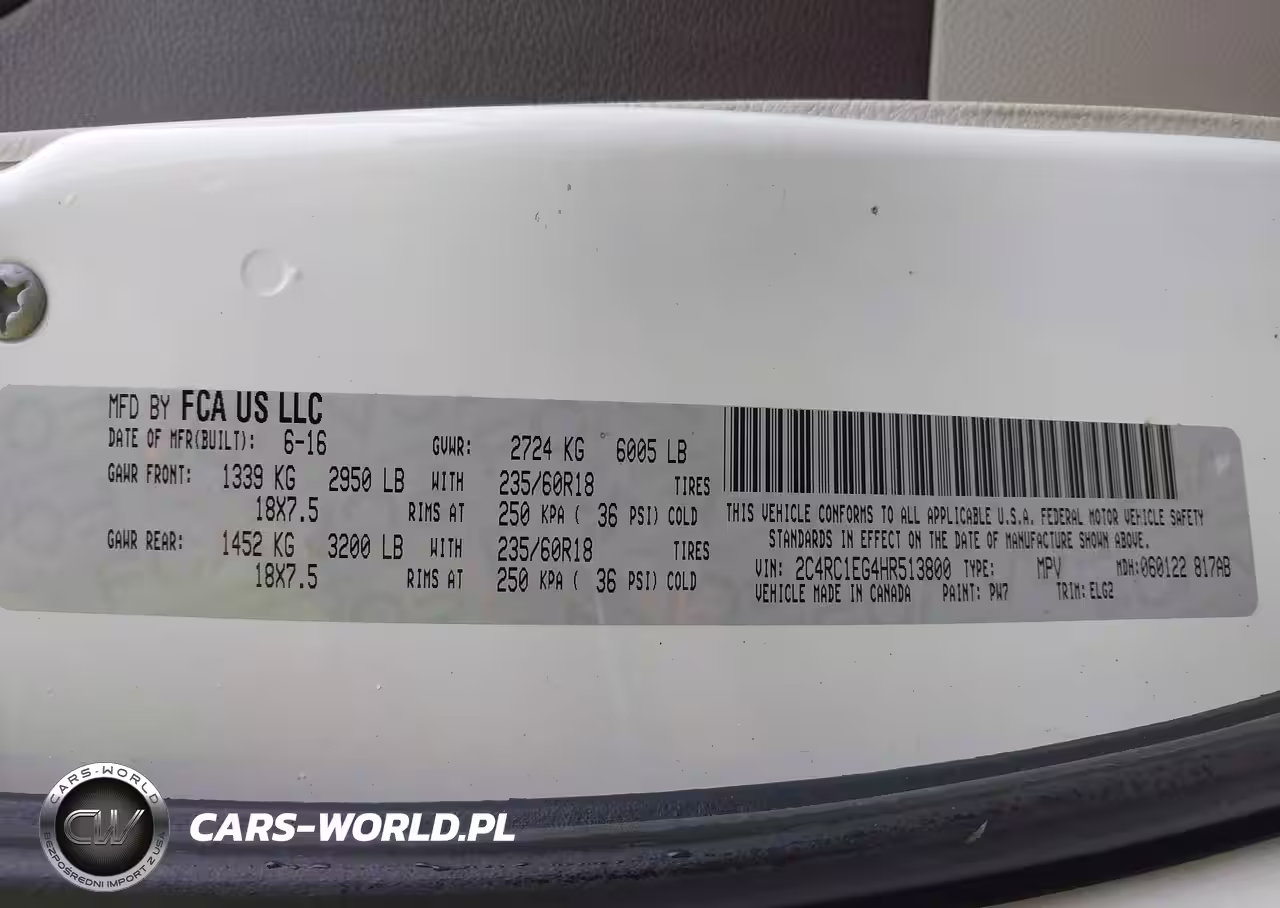 MFD BY FCA US LLC
DATE OF MFR(BUILT): 6-16 GVWR: 2724 KG 6005 LB
GAWR FRONT: 1339 KG 2950 LB WITH 235/60R18 TIRES
18X7.5 RIMS AT 250 KPA ( 36 PSI) COLD
GAWR REAR: 1452 KG 3200 LB WITH 235/60R18 TIRES
18X7.5 RIMS AT 250 KPA ( 36 PSI) COLD
THIS VEHICLE CONFORMS TO ALL APPLICABLE U.S.A. FEDERAL MOTOR VEHICLE SAFETY
STANDARDS IN EFFECT ON THE DATE OF MANUFACTURE SHOWN ABOVE.
VIN: 2C4RC1EG4HR513800 TYPE: MPV MDH:060122 817AB
VEHICLE MADE IN CANADA PAINT: PW7 TRIM: ELG2
CARS-WORLD
CW
BEZPOŚREDNI IMPORT Z USA
CARS-WORLD.PL